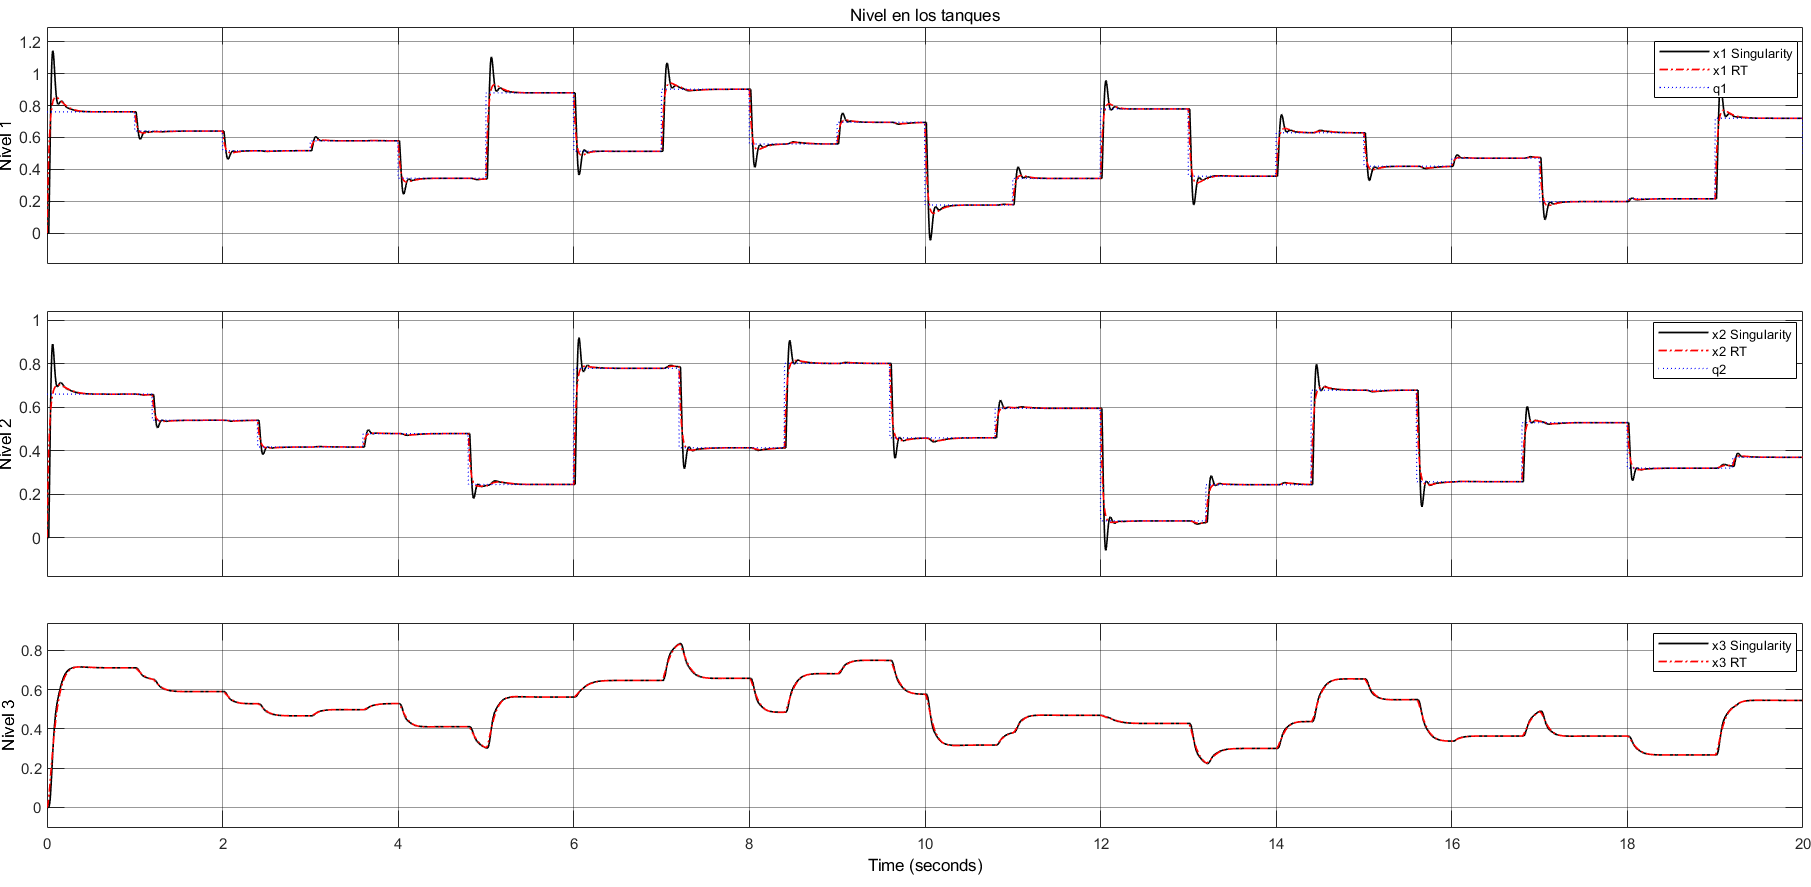 Nivel en los tanques
1.2
1
0.8
0.6
0.4
0.2
0
Nivel 1
x1 Singularity
x1 RT
q1
1
0.8
0.6
0.4
0.2
0
Nivel 2
x2 Singularity
x2 RT
q2
0.8
0.6
0.4
0.2
0
Nivel 3
x3 Singularity
x3 RT
0 2 4 6 8 10 12 14 16 18 20
Time (seconds)